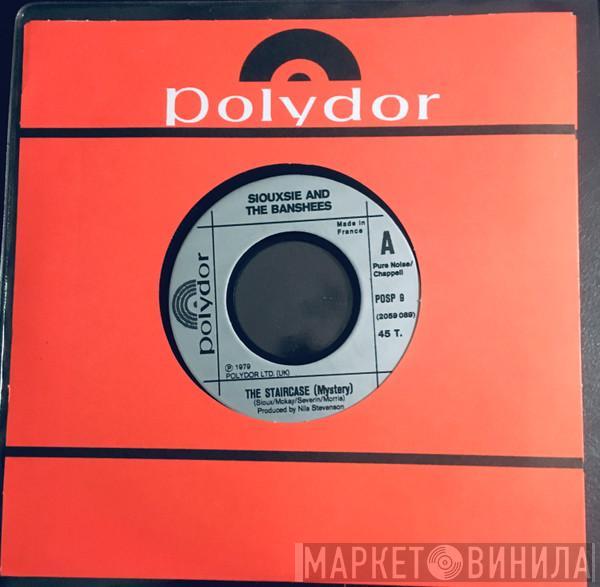 polydor
SIOUXSIE AND
THE BANSHEES
Made in
France
A
Pure Noise/
Chappell
POSP 9
(2059 089)
45 T.
polydor
℗ 1979
POLYDOR LTD. (UK)
THE STAIRCASE (Mystery)
(Sioux/Mckay/Severin/Morris)
Produced by Nils Stevenson
МАРКЕТ ВИНИЛА